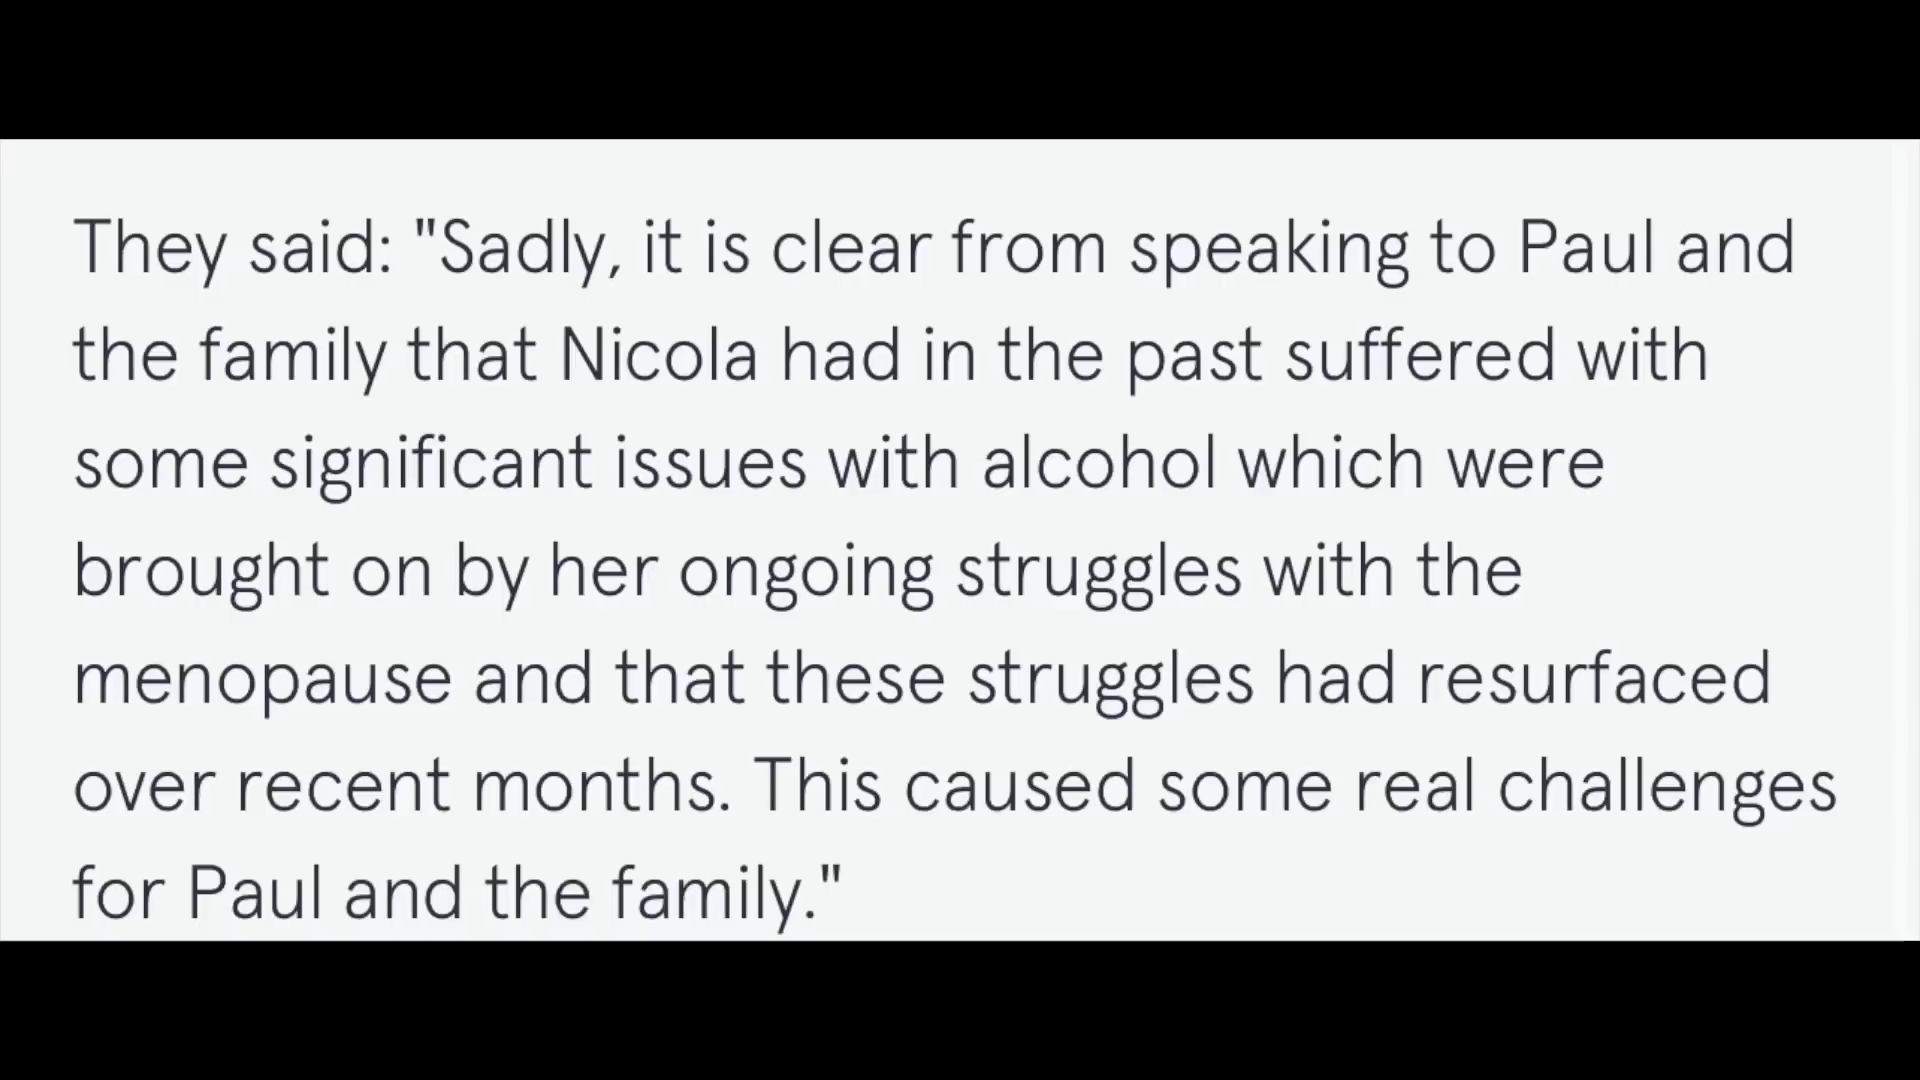 They said: "Sadly, it is clear from speaking to Paul and
the family that Nicola had in the past suffered with
some significant issues with alcohol which were
brought on by her ongoing struggles with the
menopause and that these struggles had resurfaced
over recent months. This caused some real challenges
for Paul and the family."